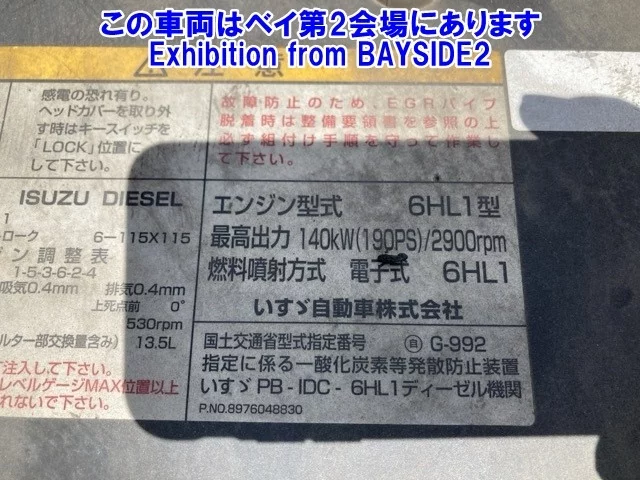 この車両はベイ第2会場にあります
Exhibition from BAYSIDE2
注意
感電の恐れ有り。
ヘッドカバーを取り外
す時はキースイッチを
「LOCK」位置に
して下さい。
故障防止のため、EGRパイプ
脱着時は整備要領書を参照の上
必ず組付け手順を守って作業し
て下さい。
ISUZU DIESEL
1
ローク 6-115X115
ン調整表
1-5-3-6-2-4
吸気0.4mm 排気0.4mm
上死点前 0°
530rpm
ルター部交換量含み) 13.5L
注入して下さい。
レベルゲージMAX位置以上
れないで下さい。
エンジン型式 6HL1型
最高出力 140kW(190PS)/2900rpm
燃料噴射方式 電子式 6HL1
いすゞ自動車株式会社
国土交通省型式指定番号 自 G-992
指定に係る一酸化炭素等発散防止装置
いすゞPB-IDC-6HL1ディーゼル機関
P.NO.8976048830